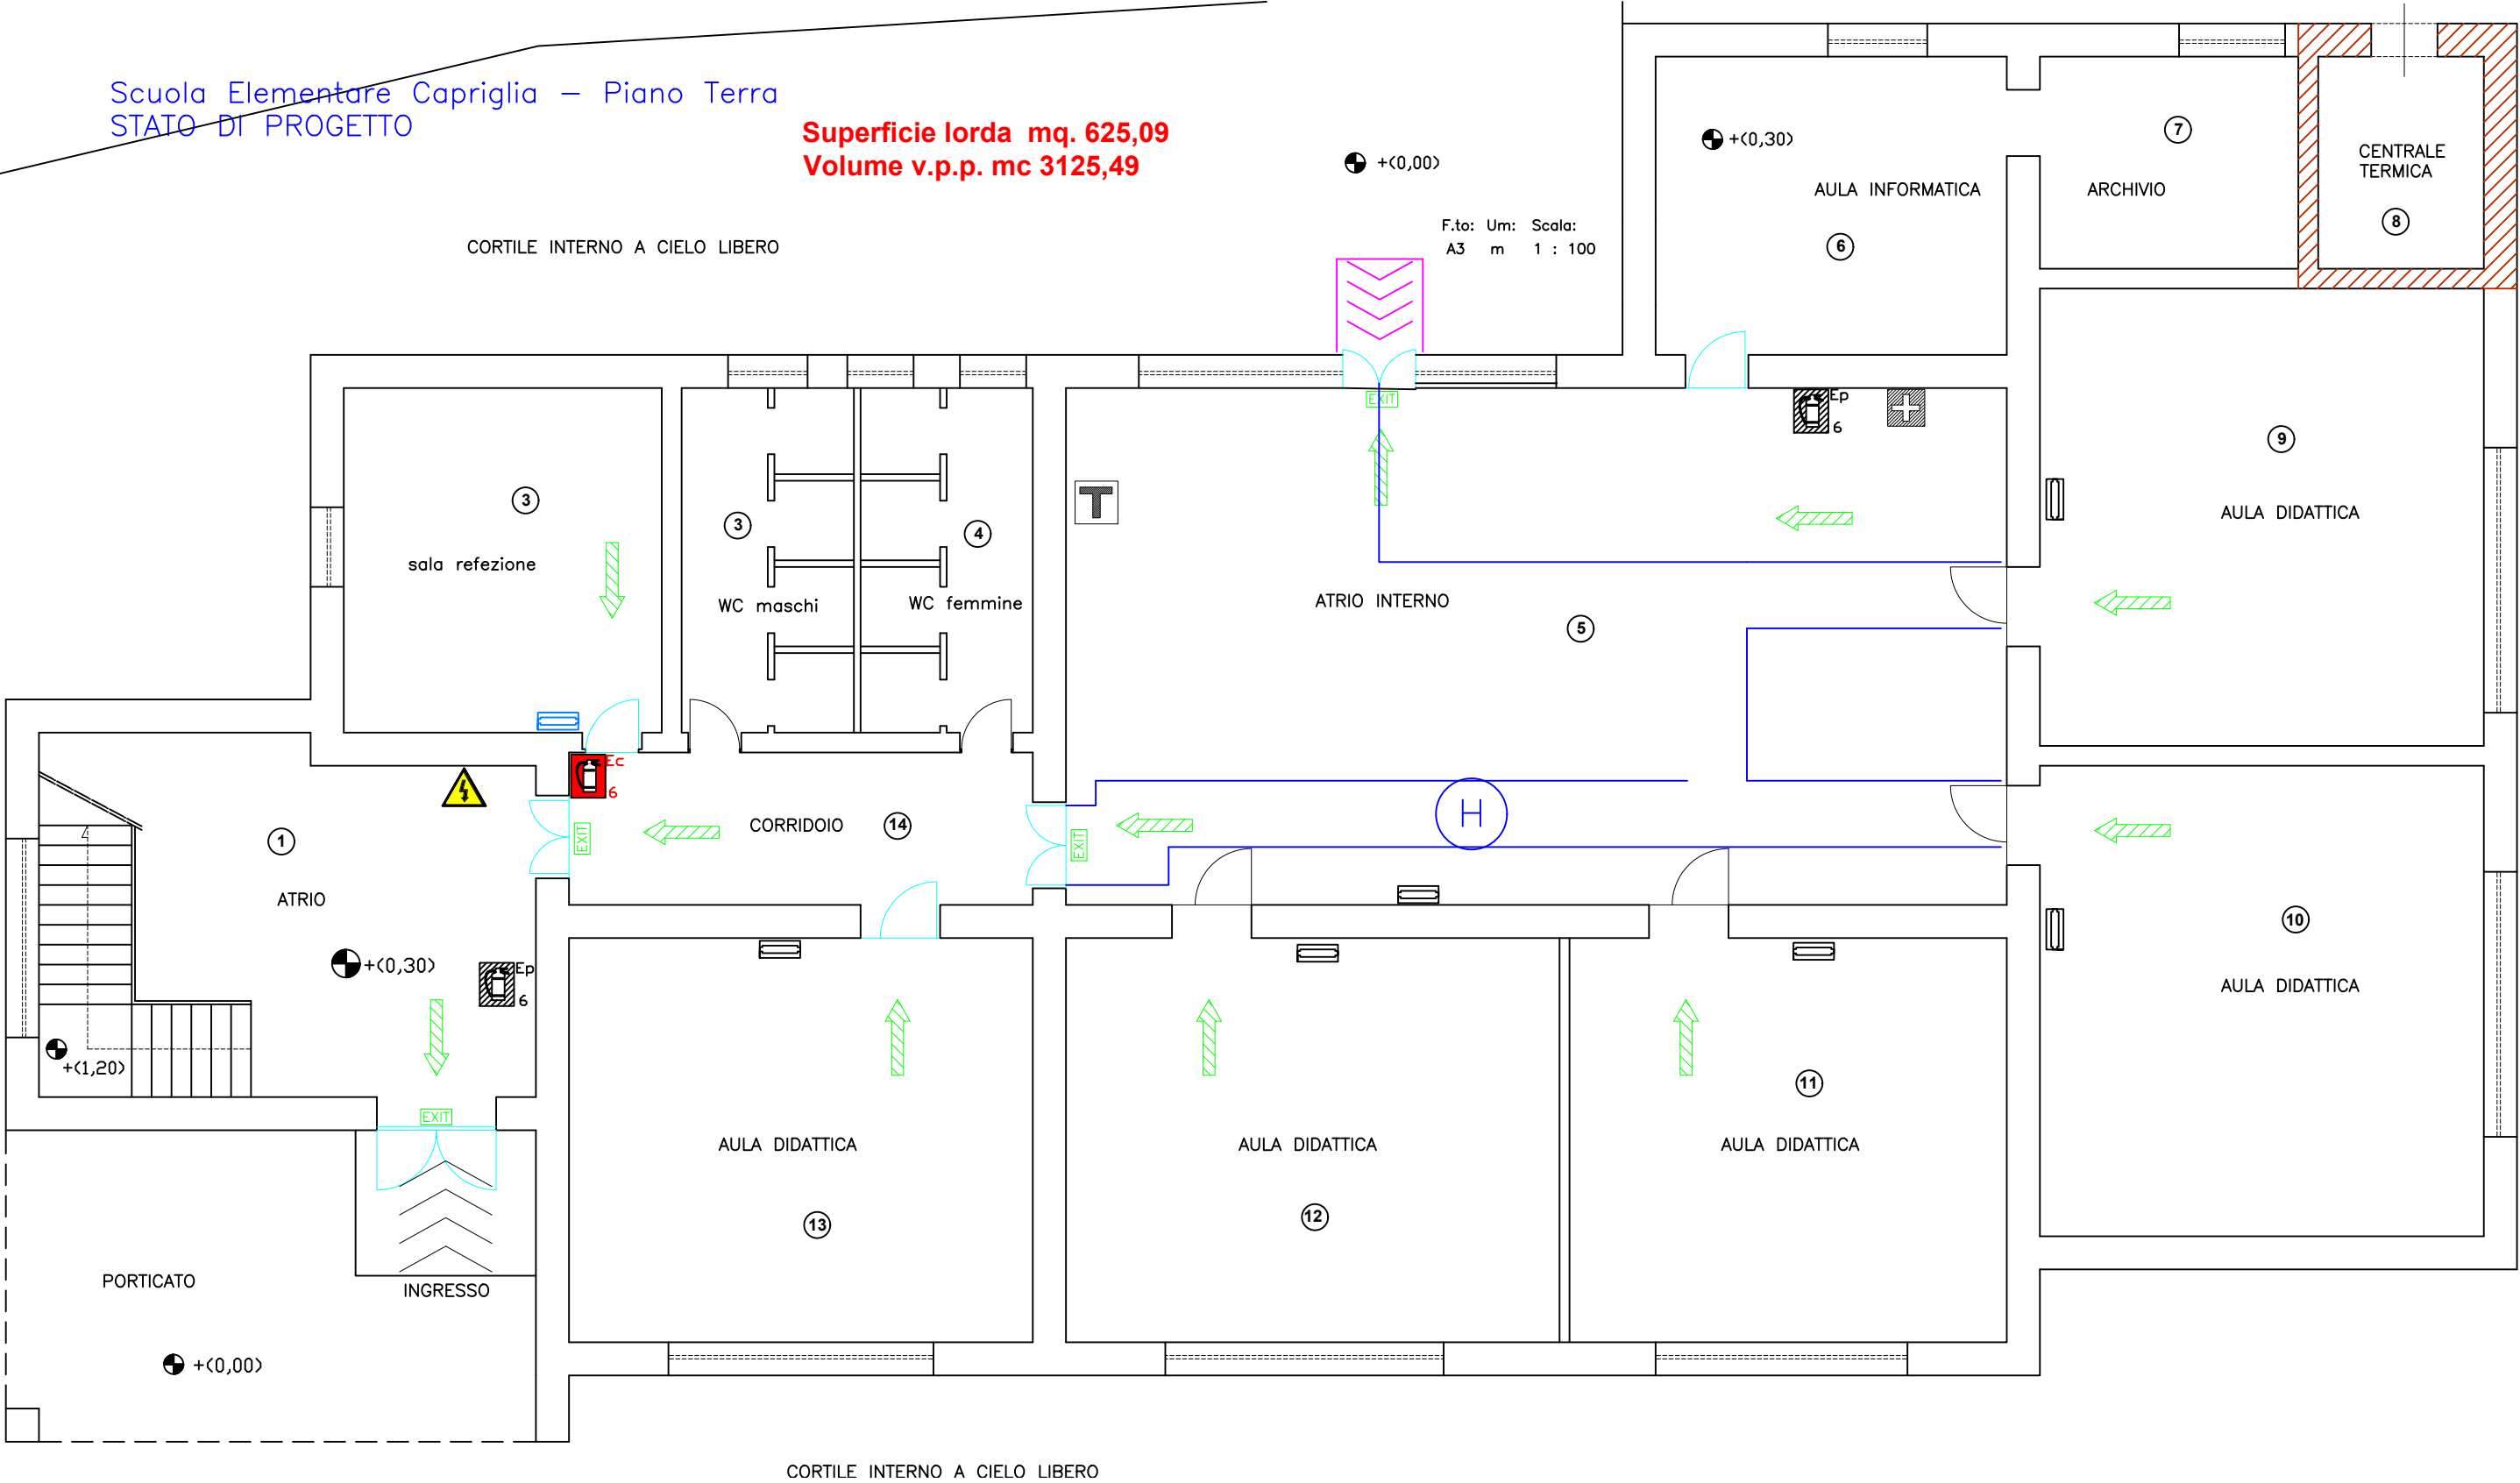 Scuola Elementare Capriglia – Piano Terra
STATO DI PROGETTO
Superficie lorda mq. 625,09
Volume v.p.p. mc 3125,49
+(0,00)
F.to: Um: Scala:
A3 m 1 : 100
CORTILE INTERNO A CIELO LIBERO
+(0,30)
AULA INFORMATICA
6
7
ARCHIVIO
CENTRALE
TERMICA
8
EXIT
Ep
6
9
AULA DIDATTICA
3
sala refezione
3
WC maschi
4
WC femmine
T
ATRIO INTERNO
5
Ec
6
1
ATRIO
EXIT
CORRIDOIO
14
EXIT
H
+(0,30)
Ep
6
+(1,20)
10
AULA DIDATTICA
EXIT
AULA DIDATTICA
13
AULA DIDATTICA
12
11
AULA DIDATTICA
PORTICATO
INGRESSO
+(0,00)
CORTILE INTERNO A CIELO LIBERO